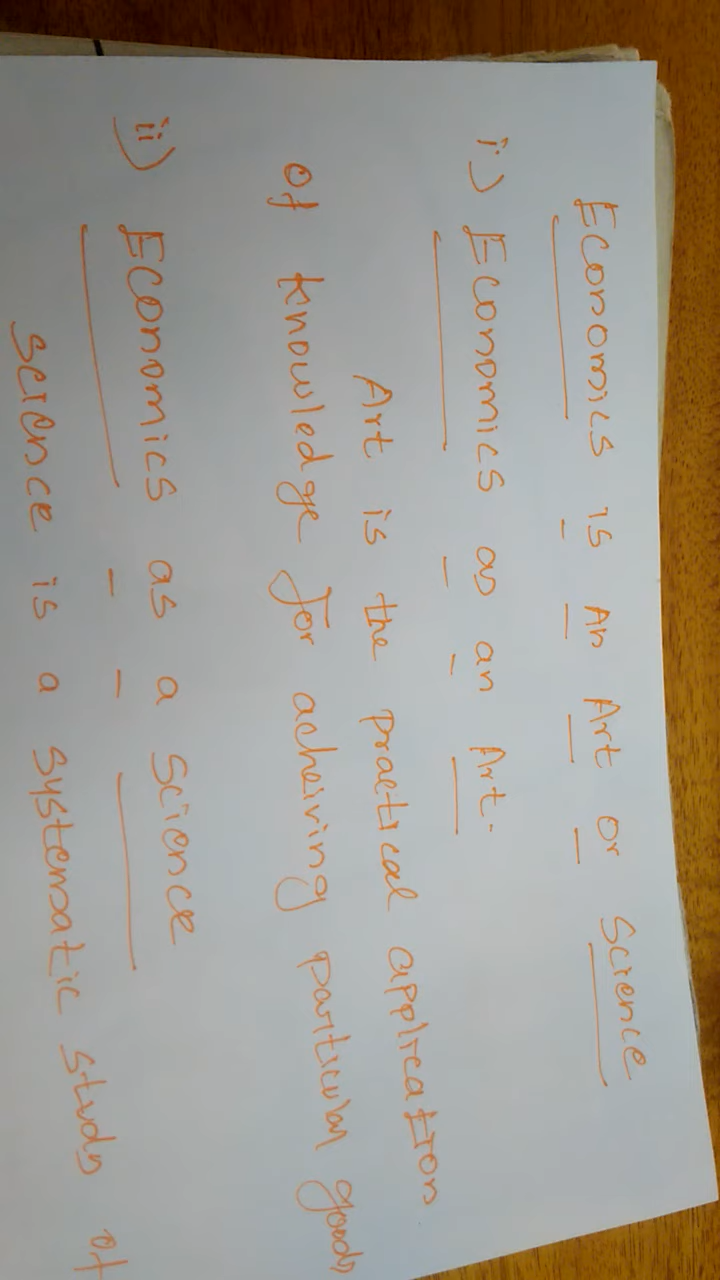 Economics is An Art or Science
i) Economics as an Art.
Art is the practical application
of knowledge for acheiving particular goods
ii) Economics as a Science
Science is a systematic study of